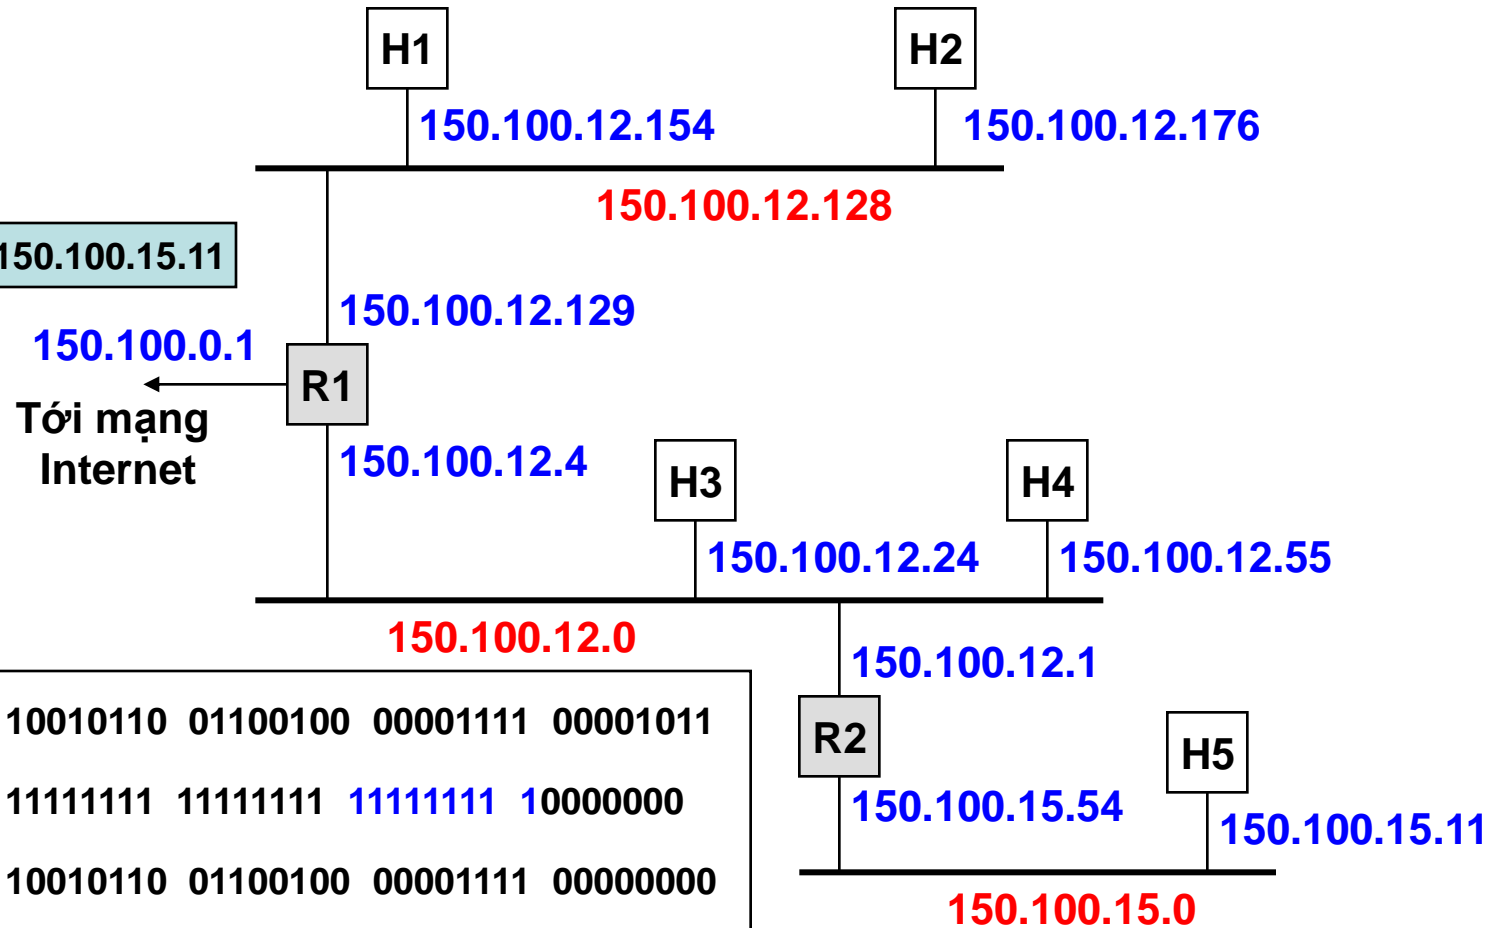 H1
H2
150.100.12.154
150.100.12.176
150.100.12.128
150.100.15.11
150.100.12.129
150.100.0.1
R1
Tới mạng
Internet
150.100.12.4
H3
H4
150.100.12.24
150.100.12.55
150.100.12.0
150.100.12.1
10010110 01100100 00001111 00001011
R2
H5
11111111 11111111 11111111 10000000
150.100.15.54
150.100.15.11
10010110 01100100 00001111 00000000
150.100.15.0